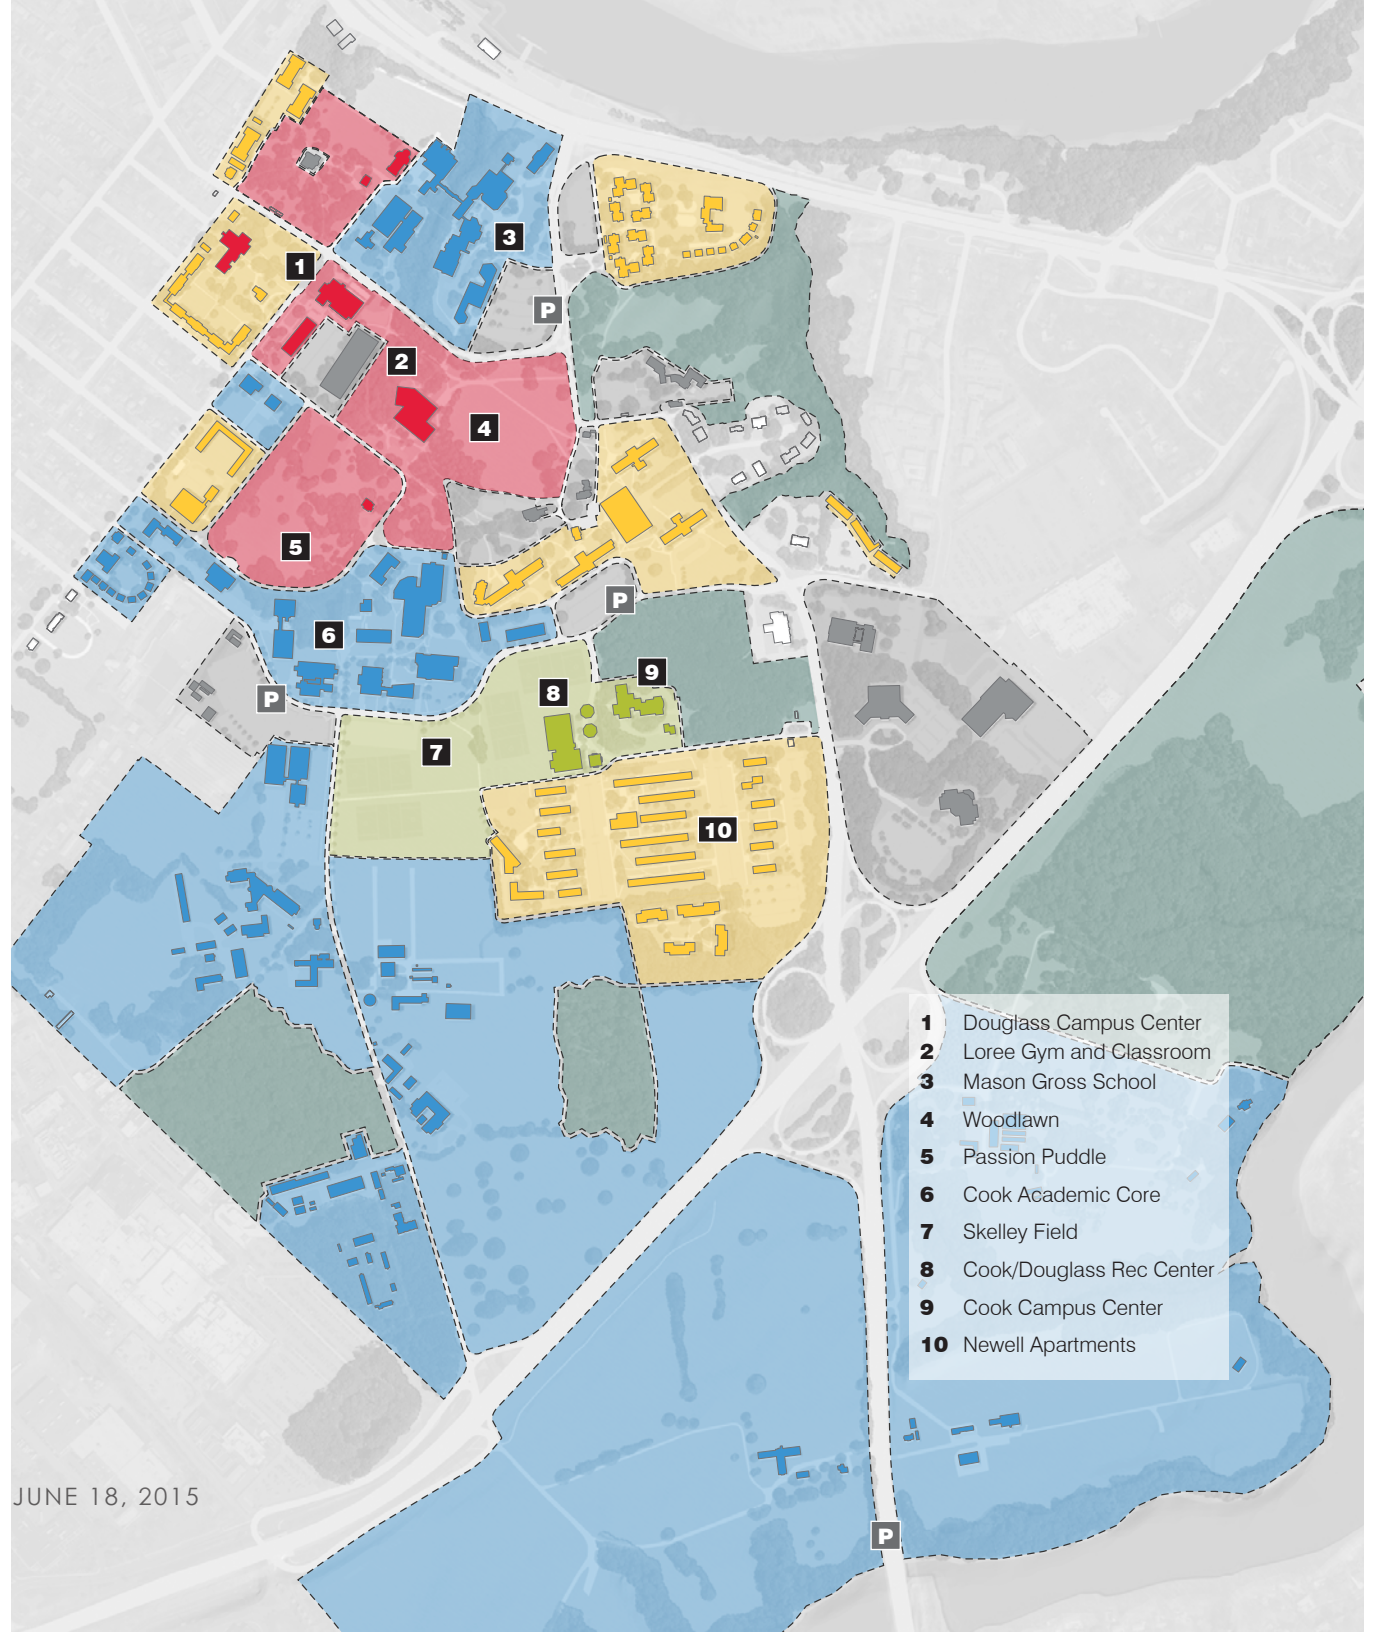 1
3
P
2
4
5
P
6
9
8
P
7
10
1 Douglass Campus Center
2 Loree Gym and Classroom
3 Mason Gross School
4 Woodlawn
5 Passion Puddle
6 Cook Academic Core
7 Skelley Field
8 Cook/Douglass Rec Center
9 Cook Campus Center
10 Newell Apartments
JUNE 18, 2015
P